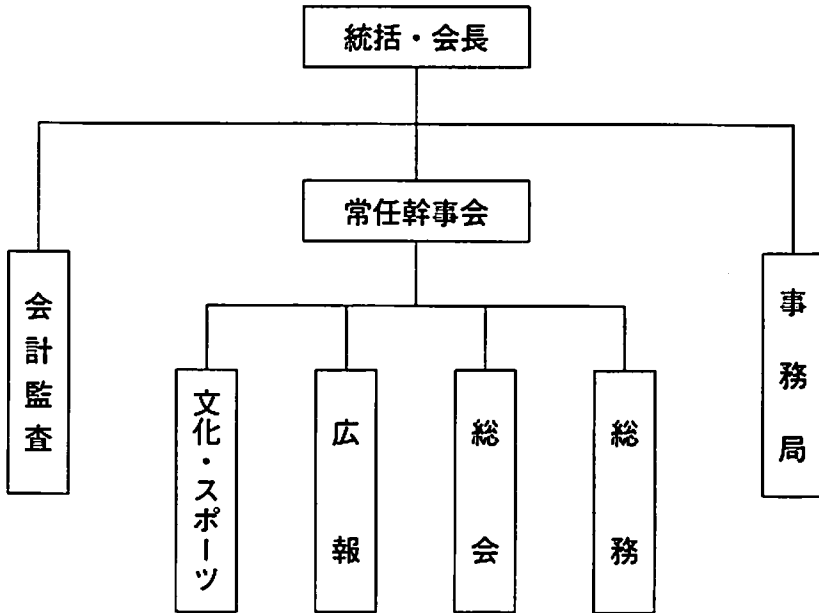 統括・会長
常任幹事会
会計監査
文化・スポーツ
広報
総会
総務
事務局